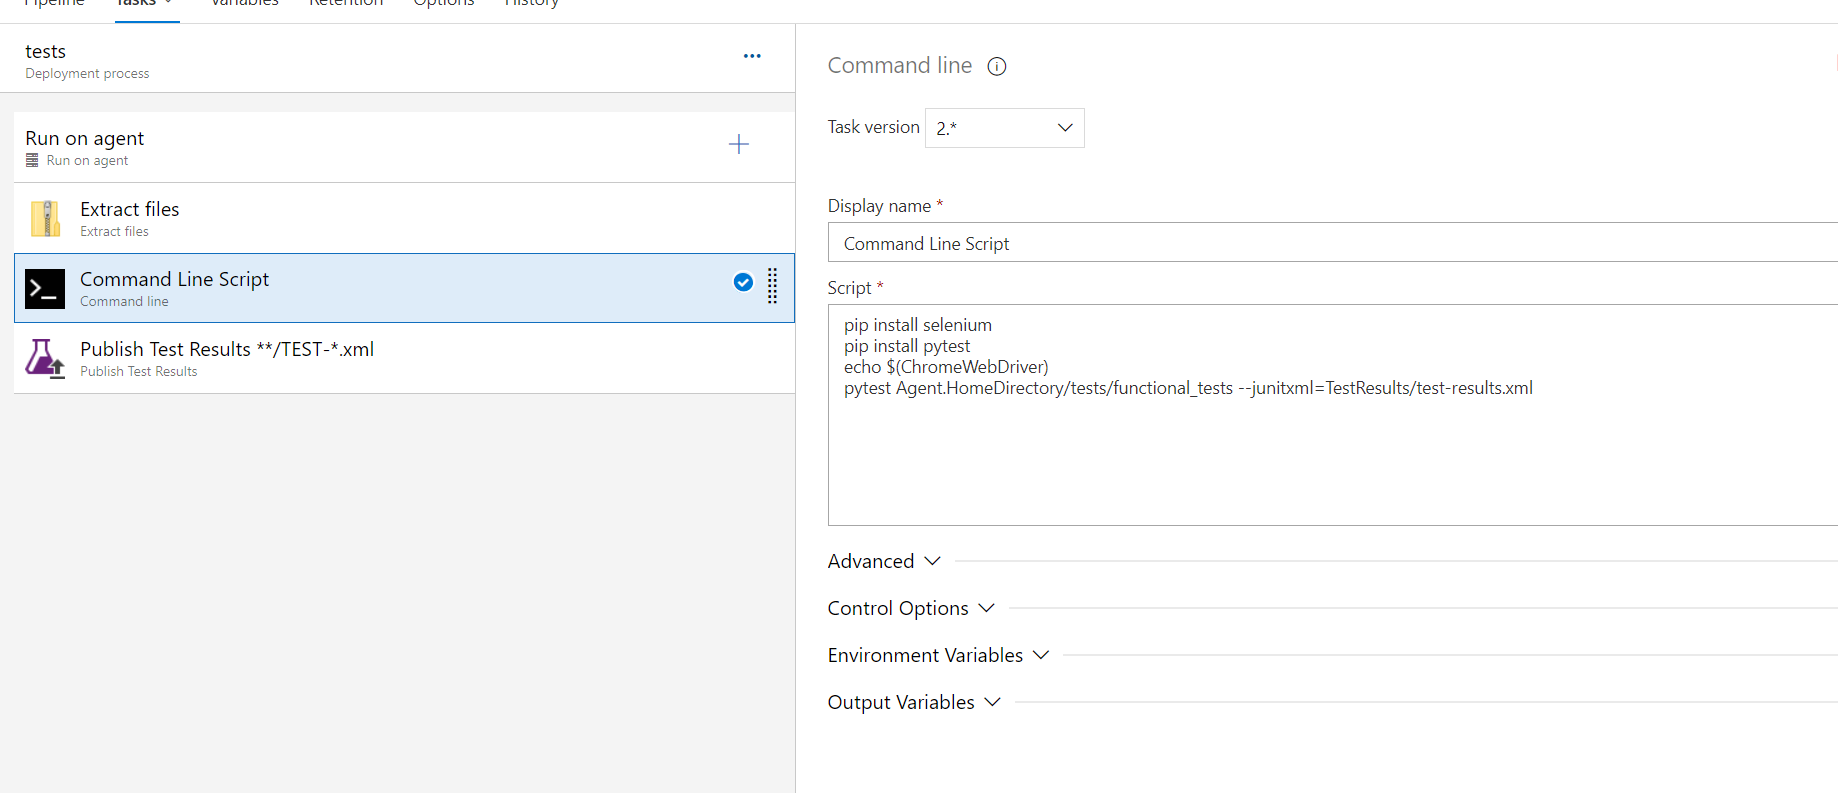 Pipeline Tasks Variables Retention Options History
tests
Deployment process
Run on agent
Run on agent
Extract files
Extract files
Command Line Script
Command line
Publish Test Results **/TEST-*.xml
Publish Test Results
Command line
Task version 2.*
Display name *
Command Line Script
Script *
pip install selenium
pip install pytest
echo $(ChromeWebDriver)
pytest Agent.HomeDirectory/tests/functional_tests --junitxml=TestResults/test-results.xml
Advanced
Control Options
Environment Variables
Output Variables